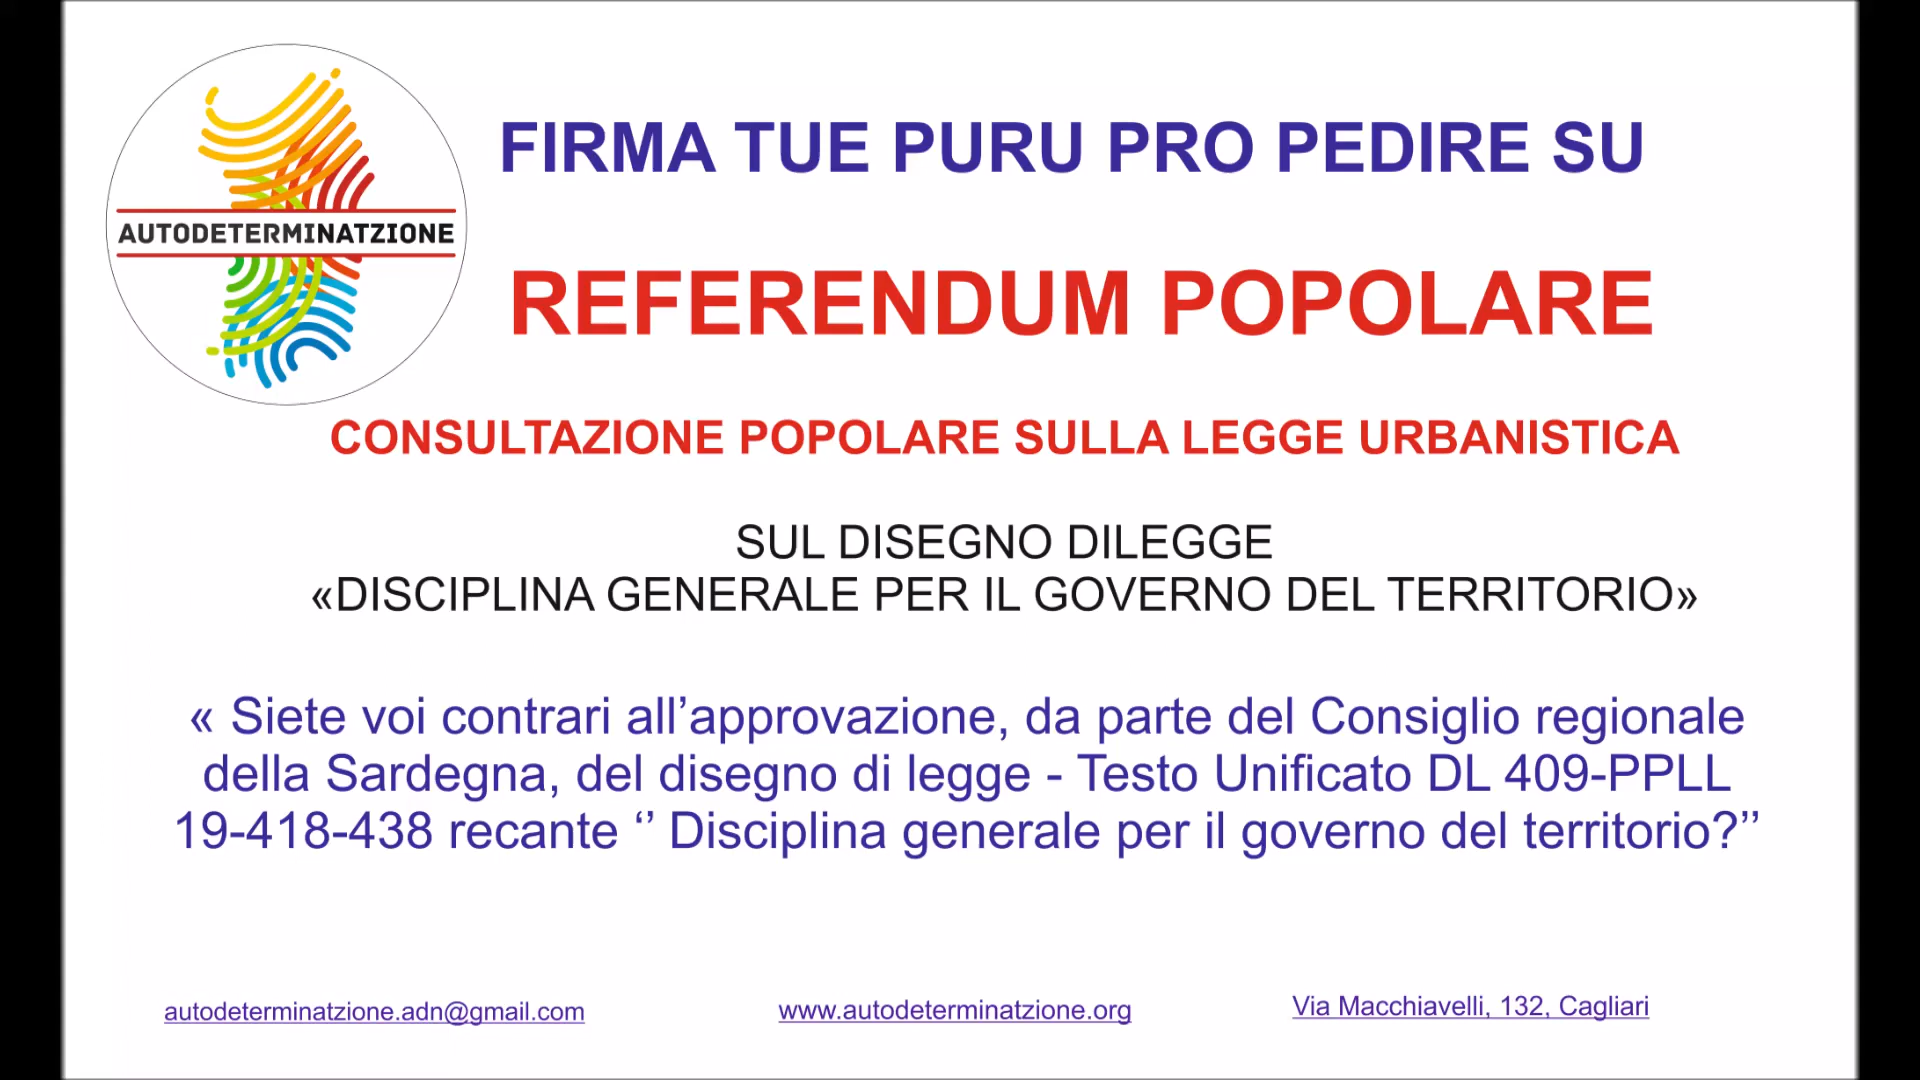 AUTODETERMINATZIONE
FIRMA TUE PURU PRO PEDIRE SU
REFERENDUM POPOLARE
CONSULTAZIONE POPOLARE SULLA LEGGE URBANISTICA
SUL DISEGNO DILEGGE
«DISCIPLINA GENERALE PER IL GOVERNO DEL TERRITORIO»
« Siete voi contrari all’approvazione, da parte del Consiglio regionale
della Sardegna, del disegno di legge - Testo Unificato DL 409-PPLL
19-418-438 recante ‘’ Disciplina generale per il governo del territorio?’’
autodeterminatzione.adn@gmail.com
www.autodeterminatzione.org
Via Macchiavelli, 132, Cagliari